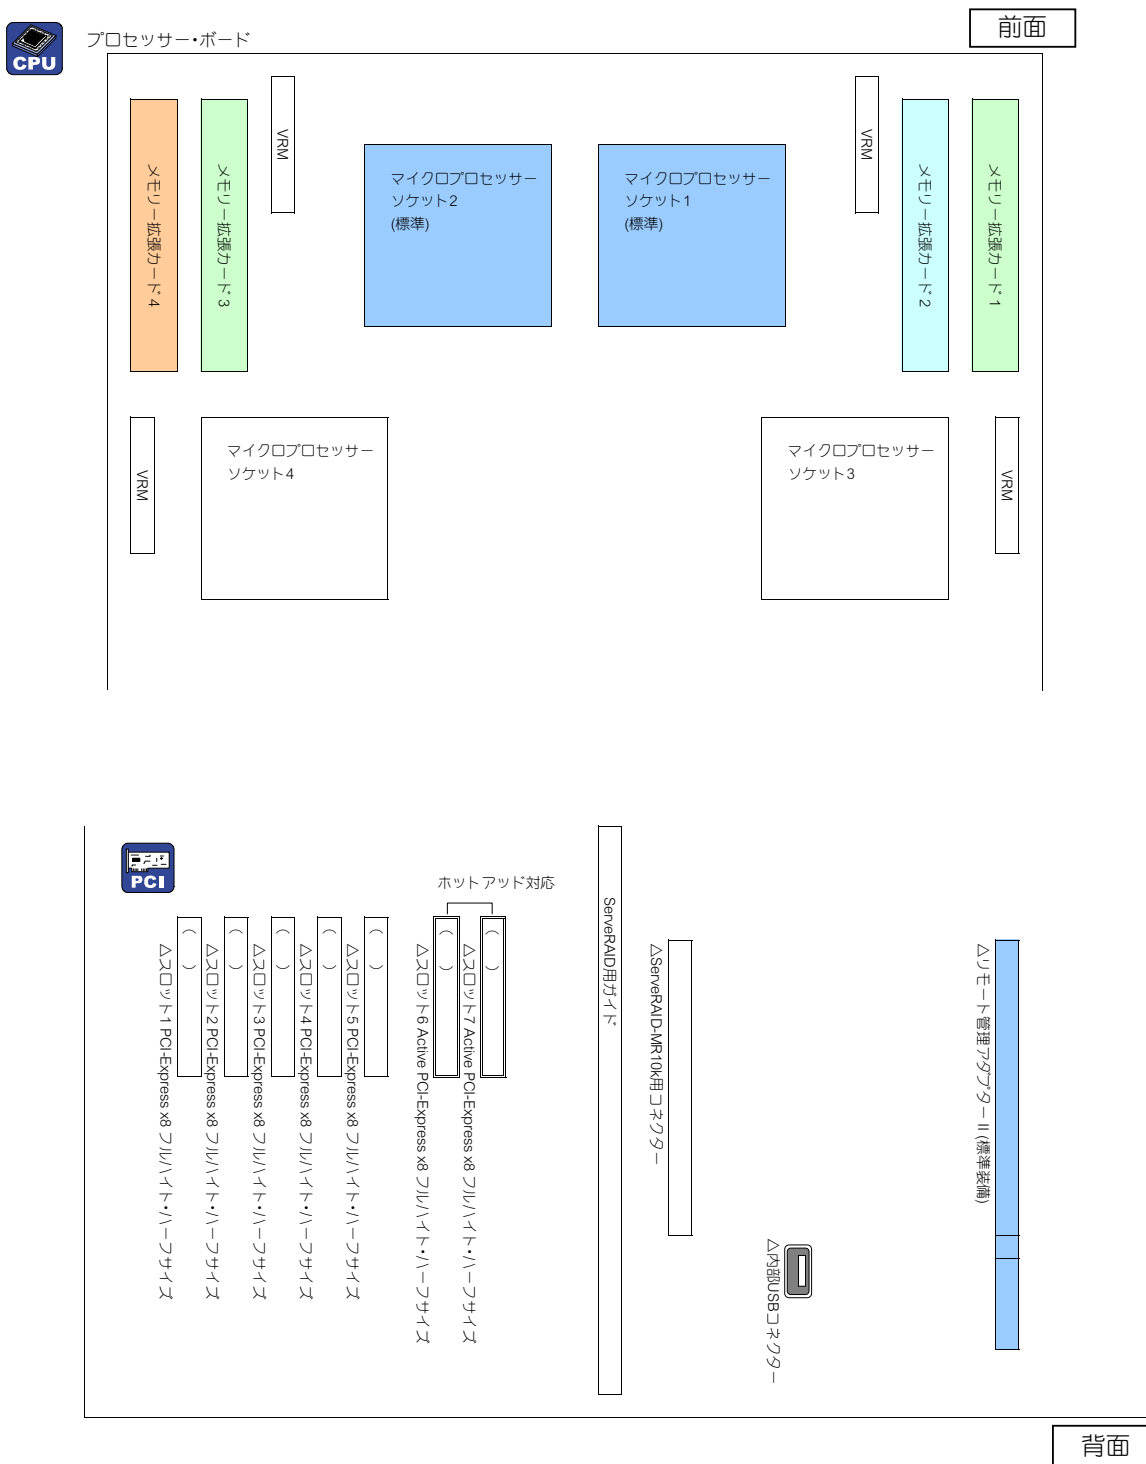 前面
CPU
プロセッサー・ボード
メモリー拡張カード 4
メモリー拡張カード 3
VRM
マイクロプロセッサー
ソケット2
(標準)
マイクロプロセッサー
ソケット1
(標準)
VRM
メモリー拡張カード 2
メモリー拡張カード 1
VRM
マイクロプロセッサー
ソケット4
マイクロプロセッサー
ソケット3
VRM
PCI
ホットアッド対応
( )
( )
( )
( )
( )
( )
( )
△スロット1 PCI-Express x8 フルハイト・ハーフサイズ
△スロット2 PCI-Express x8 フルハイト・ハーフサイズ
△スロット3 PCI-Express x8 フルハイト・ハーフサイズ
△スロット4 PCI-Express x8 フルハイト・ハーフサイズ
△スロット5 PCI-Express x8 フルハイト・ハーフサイズ
△スロット6 Active PCI-Express x8 フルハイト・ハーフサイズ
△スロット7 Active PCI-Express x8 フルハイト・ハーフサイズ
ServeRAID用ガイド
△ServeRAID-MR10k用コネクター
△内部USBコネクター
△リモート管理アダプター II (標準装備)
背面